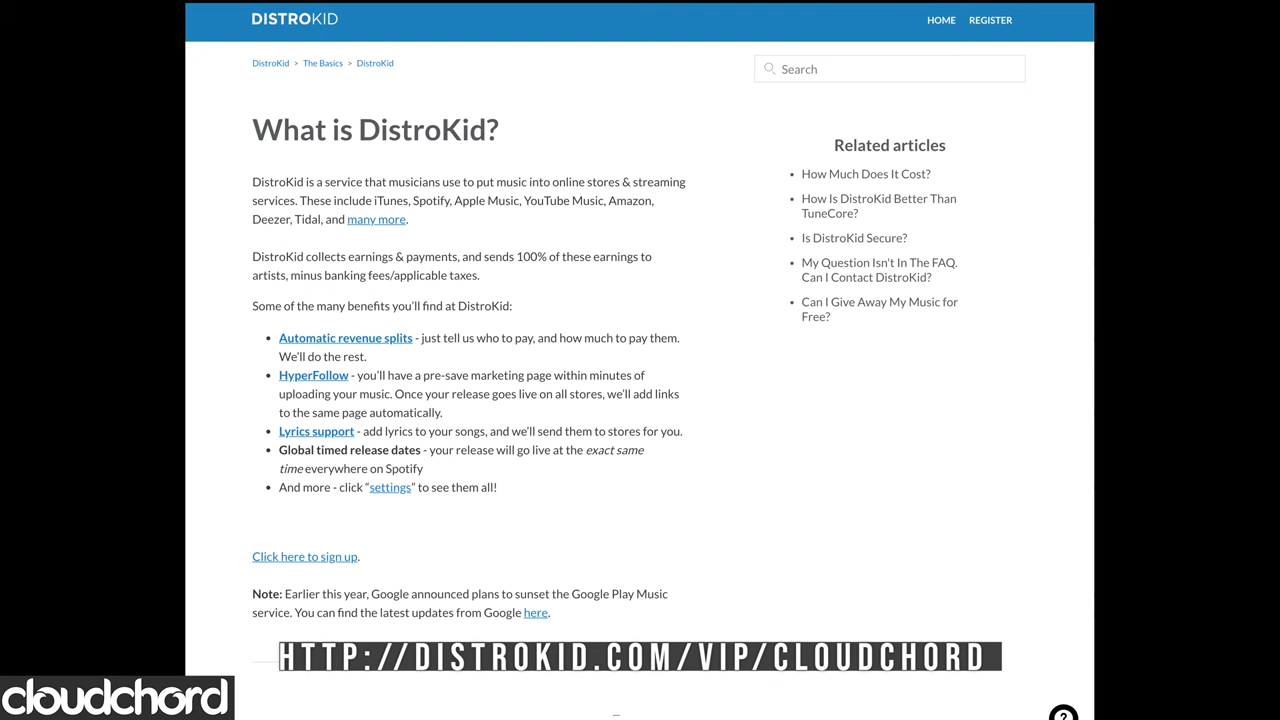 DISTROKID
HOME REGISTER
DistroKid > The Basics > DistroKid
Search
What is DistroKid?
DistroKid is a service that musicians use to put music into online stores & streaming
services. These include iTunes, Spotify, Apple Music, YouTube Music, Amazon,
Deezer, Tidal, and many more.
DistroKid collects earnings & payments, and sends 100% of these earnings to
artists, minus banking fees/applicable taxes.
Some of the many benefits you’ll find at DistroKid:
• Automatic revenue splits - just tell us who to pay, and how much to pay them.
We’ll do the rest.
• HyperFollow - you’ll have a pre-save marketing page within minutes of
uploading your music. Once your release goes live on all stores, we’ll add links
to the same page automatically.
• Lyrics support - add lyrics to your songs, and we’ll send them to stores for you.
• Global timed release dates - your release will go live at the exact same
time everywhere on Spotify
• And more - click “settings” to see them all!
Click here to sign up.
Note: Earlier this year, Google announced plans to sunset the Google Play Music
service. You can find the latest updates from Google here.
Related articles
• How Much Does It Cost?
• How Is DistroKid Better Than
TuneCore?
• Is DistroKid Secure?
• My Question Isn't In The FAQ.
Can I Contact DistroKid?
• Can I Give Away My Music for
Free?
HTTP://DISTROKID.COM/VIP/CLOUDCHORD
cloudchord
?